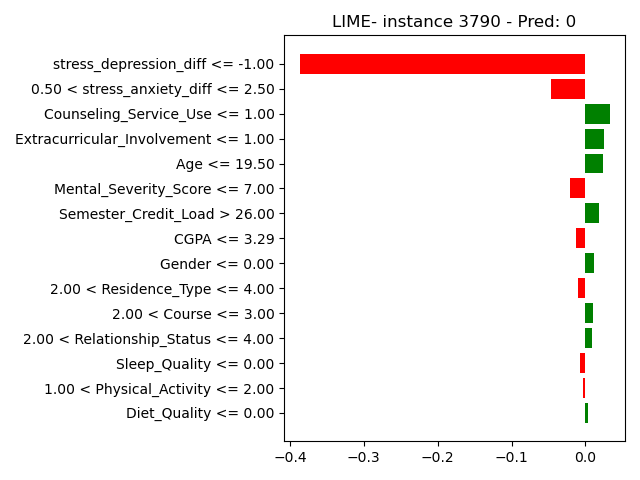 LIME- instance 3790 - Pred: 0
stress_depression_diff <= -1.00
0.50 < stress_anxiety_diff <= 2.50
Counseling_Service_Use <= 1.00
Extracurricular_Involvement <= 1.00
Age <= 19.50
Mental_Severity_Score <= 7.00
Semester_Credit_Load > 26.00
CGPA <= 3.29
Gender <= 0.00
2.00 < Residence_Type <= 4.00
2.00 < Course <= 3.00
2.00 < Relationship_Status <= 4.00
Sleep_Quality <= 0.00
1.00 < Physical_Activity <= 2.00
Diet_Quality <= 0.00
−0.4 −0.3 −0.2 −0.1 0.0